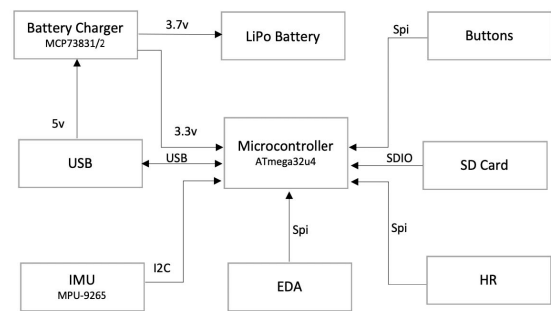 Battery Charger
MCP73831/2
3.7v
LiPo Battery
Spi
Buttons
5v
3.3v
USB
USB
Microcontroller
ATmega32u4
SDIO
SD Card
I2C
Spi
Spi
IMU
MPU-9265
EDA
HR